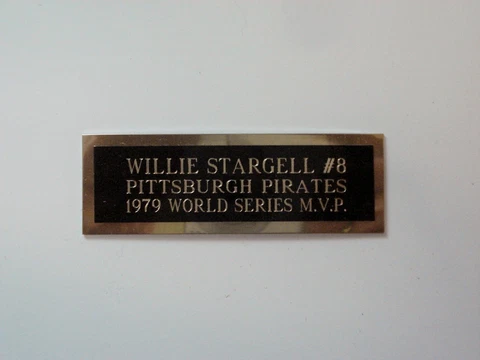 WILLIE STARGELL #8
PITTSBURGH PIRATES
1979 WORLD SERIES M.V.P.